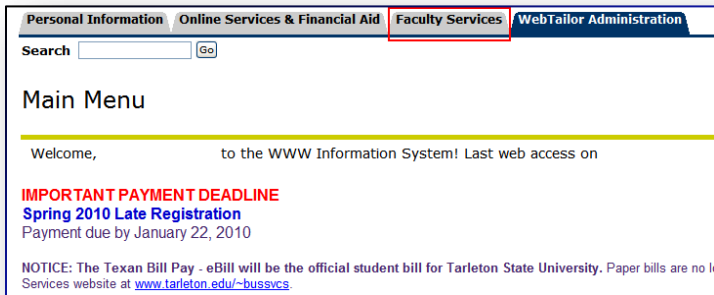 Personal Information Online Services & Financial Aid Faculty Services WebTailor Administration
Search Go
Main Menu
Welcome, to the WWW Information System! Last web access on
IMPORTANT PAYMENT DEADLINE
Spring 2010 Late Registration
Payment due by January 22, 2010
NOTICE: The Texan Bill Pay - eBill will be the official student bill for Tarleton State University. Paper bills are no
Services website at www.tarleton.edu/~bussvcs.